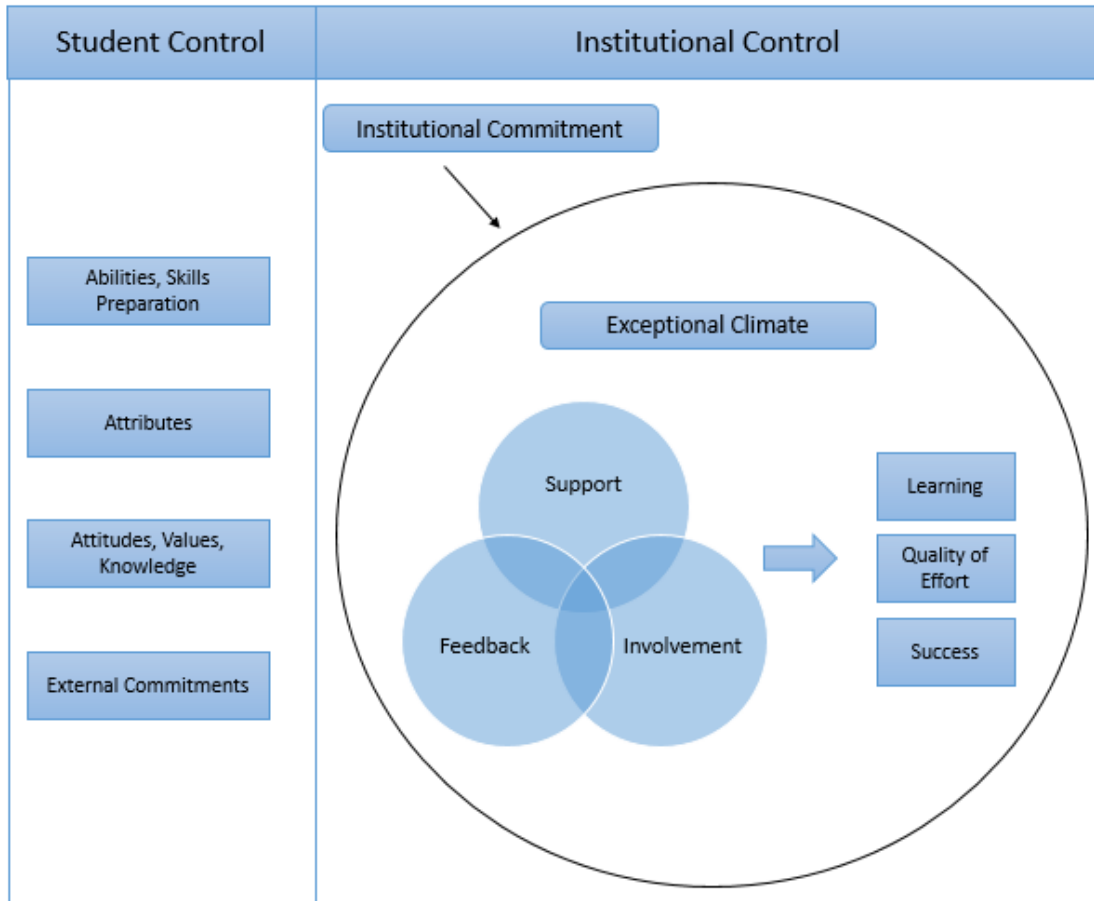 Student Control
Institutional Control
Institutional Commitment
Abilities, Skills
Preparation
Attributes
Attitudes, Values,
Knowledge
External Commitments
Exceptional Climate
Support
Feedback
Involvement
Learning
Quality of
Effort
Success